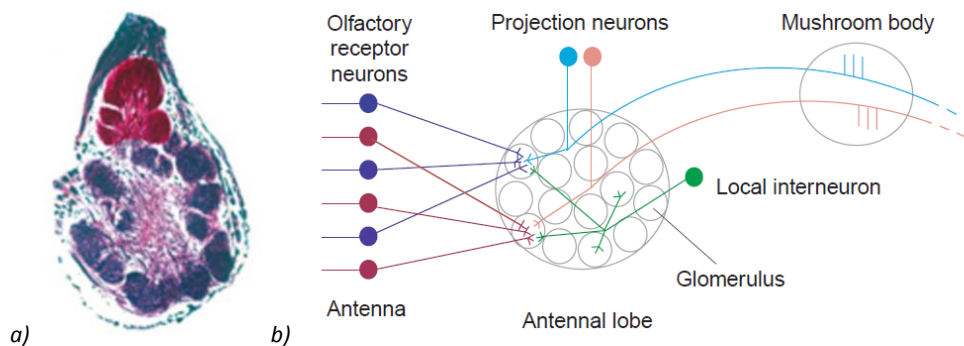 Olfactory
receptor
neurons
Projection neurons
Mushroom body
Local interneuron
Glomerulus
Antenna
Antennal lobe
a)
b)